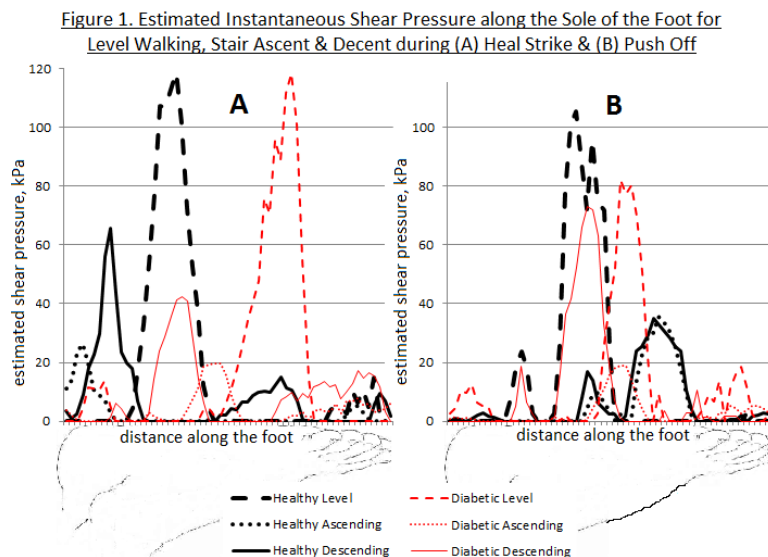 Figure 1. Estimated Instantaneous Shear Pressure along the Sole of the Foot for
Level Walking, Stair Ascent & Decent during (A) Heal Strike & (B) Push Off
120
100
80
60
40
20
0
estimated shear pressure, kPa
A
distance along the foot
120
100
80
60
40
20
0
estimated shear pressure, kPa
B
distance along the foot
Healthy Level
Healthy Ascending
Healthy Descending
Diabetic Level
Diabetic Ascending
Diabetic Descending